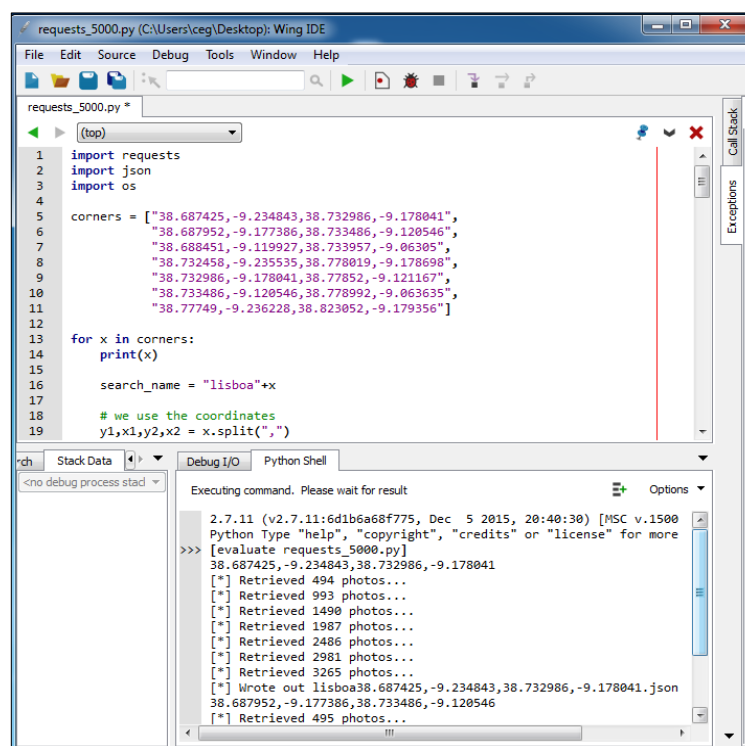 requests_5000.py (C:\Users\ceg\Desktop): Wing IDE
File Edit Source Debug Tools Window Help
requests_5000.py *
(top)
1 import requests
2 import json
3 import os
4
5 corners = ["38.687425,-9.234843,38.732986,-9.178041",
6 "38.687952,-9.177386,38.733486,-9.120546",
7 "38.688451,-9.119927,38.733957,-9.06305",
8 "38.732458,-9.235535,38.778019,-9.178698",
9 "38.732986,-9.178041,38.77852,-9.121167",
10 "38.733486,-9.120546,38.778992,-9.063635",
11 "38.77749,-9.236228,38.823052,-9.179356"]
12
13 for x in corners:
14 print(x)
15
16 search_name = "lisboa"+x
17
18 # we use the coordinates
19 y1,x1,y2,x2 = x.split(",")
Call Stack
Exceptions
rch Stack Data
<no debug process stacl
Debug I/O Python Shell
Executing command. Please wait for result
Options
2.7.11 (v2.7.11:6d1b6a68f775, Dec 5 2015, 20:40:30) [MSC v.1500
Python Type "help", "copyright", "credits" or "license" for more
>>> [evaluate requests_5000.py]
38.687425,-9.234843,38.732986,-9.178041
[*] Retrieved 494 photos...
[*] Retrieved 993 photos...
[*] Retrieved 1490 photos...
[*] Retrieved 1987 photos...
[*] Retrieved 2486 photos...
[*] Retrieved 2981 photos...
[*] Retrieved 3265 photos...
[*] Wrote out lisboa38.687425,-9.234843,38.732986,-9.178041.json
38.687952,-9.177386,38.733486,-9.120546
[*] Retrieved 495 photos...